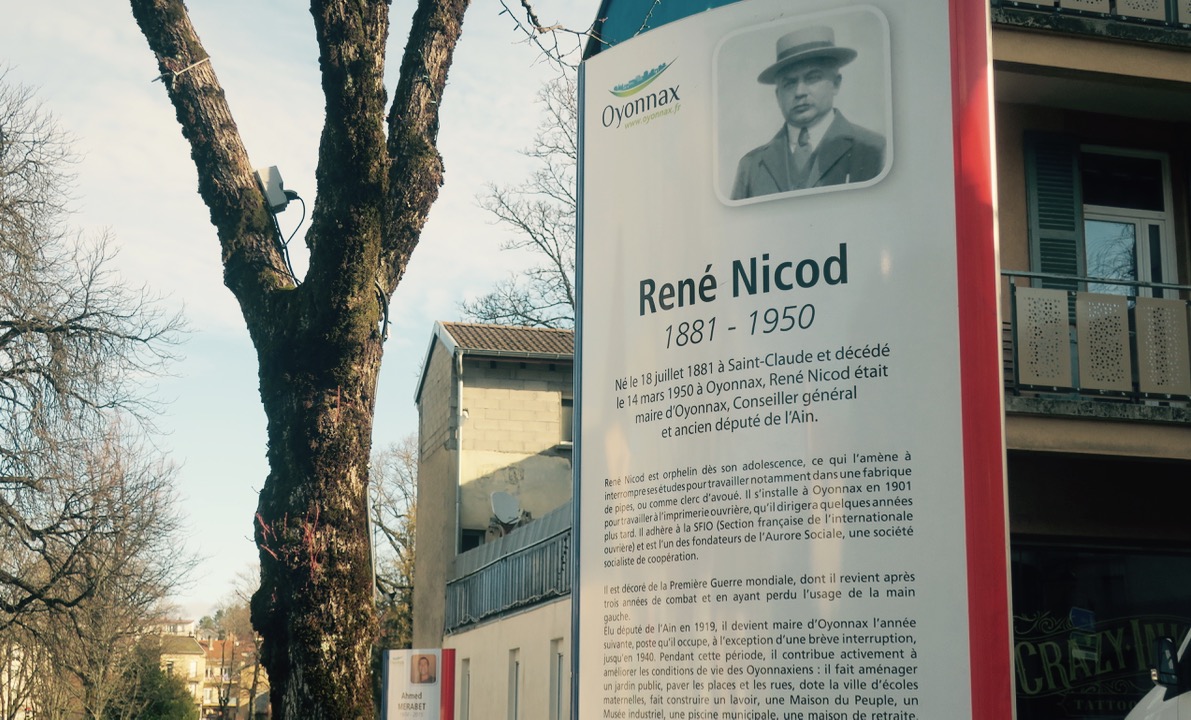 Oyonnax
www.oyonnax.fr
René Nicod
1881 - 1950
Né le 18 juillet 1881 à Saint-Claude et décédé
le 14 mars 1950 à Oyonnax, René Nicod était
maire d'Oyonnax, Conseiller général
et ancien député de l'Ain.
René Nicod est orphelin dès son adolescence, ce qui l'amène à
interrompre ses études pour travailler notamment dans une fabrique
de pipes, ou comme clerc d'avoué. Il s'installe à Oyonnax en 1901
pour travailler à l'imprimerie ouvrière, qu'il dirigera quelques années
plus tard. Il adhère à la SFIO (Section française de l'internationale
ouvrière) et est l'un des fondateurs de l'Aurore Sociale, une société
socialiste de coopération.
Il est décoré de la Première Guerre mondiale, dont il revient après
trois années de combat et en ayant perdu l'usage de la main
gauche.
Elu député de l'Ain en 1919, il devient maire d'Oyonnax l'année
suivante, poste qu'il occupe, à l'exception d'une brève interruption,
jusqu'en 1940. Pendant cette période, il contribue activement à
améliorer les conditions de vie des Oyonnaxiens : il fait aménager
un jardin public, paver les places et les rues, dote la ville d'écoles
maternelles, fait construire un lavoir, une Maison du Peuple, un
Musée industriel, une piscine municipale, une maison de retraite,
Ahmed
MERABET
CRAZY INK
TATTOO